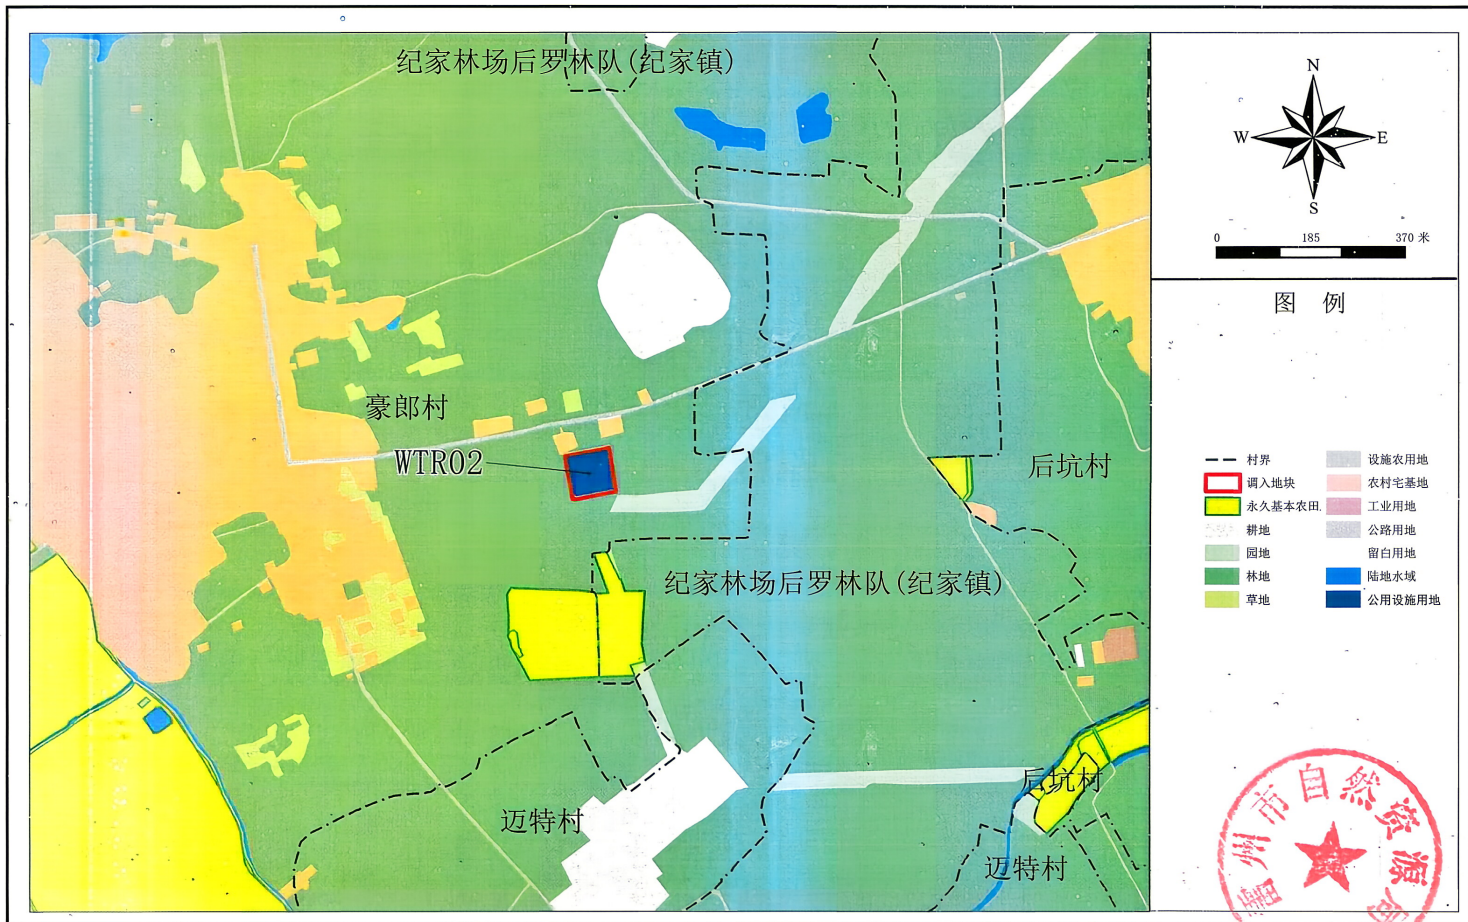 纪家林场后罗林队(纪家镇)
豪郎村
WTR02
后坑村
纪家林场后罗林队(纪家镇)
后坑村
迈特村
迈特村
N
W
E
S
0 185 370 米
图 例
村界
调入地块
永久基本农田
耕地
园地
林地
草地
设施农用地
农村宅基地
工业用地
公路用地
留白用地
陆地水域
公用设施用地
州市自然资源